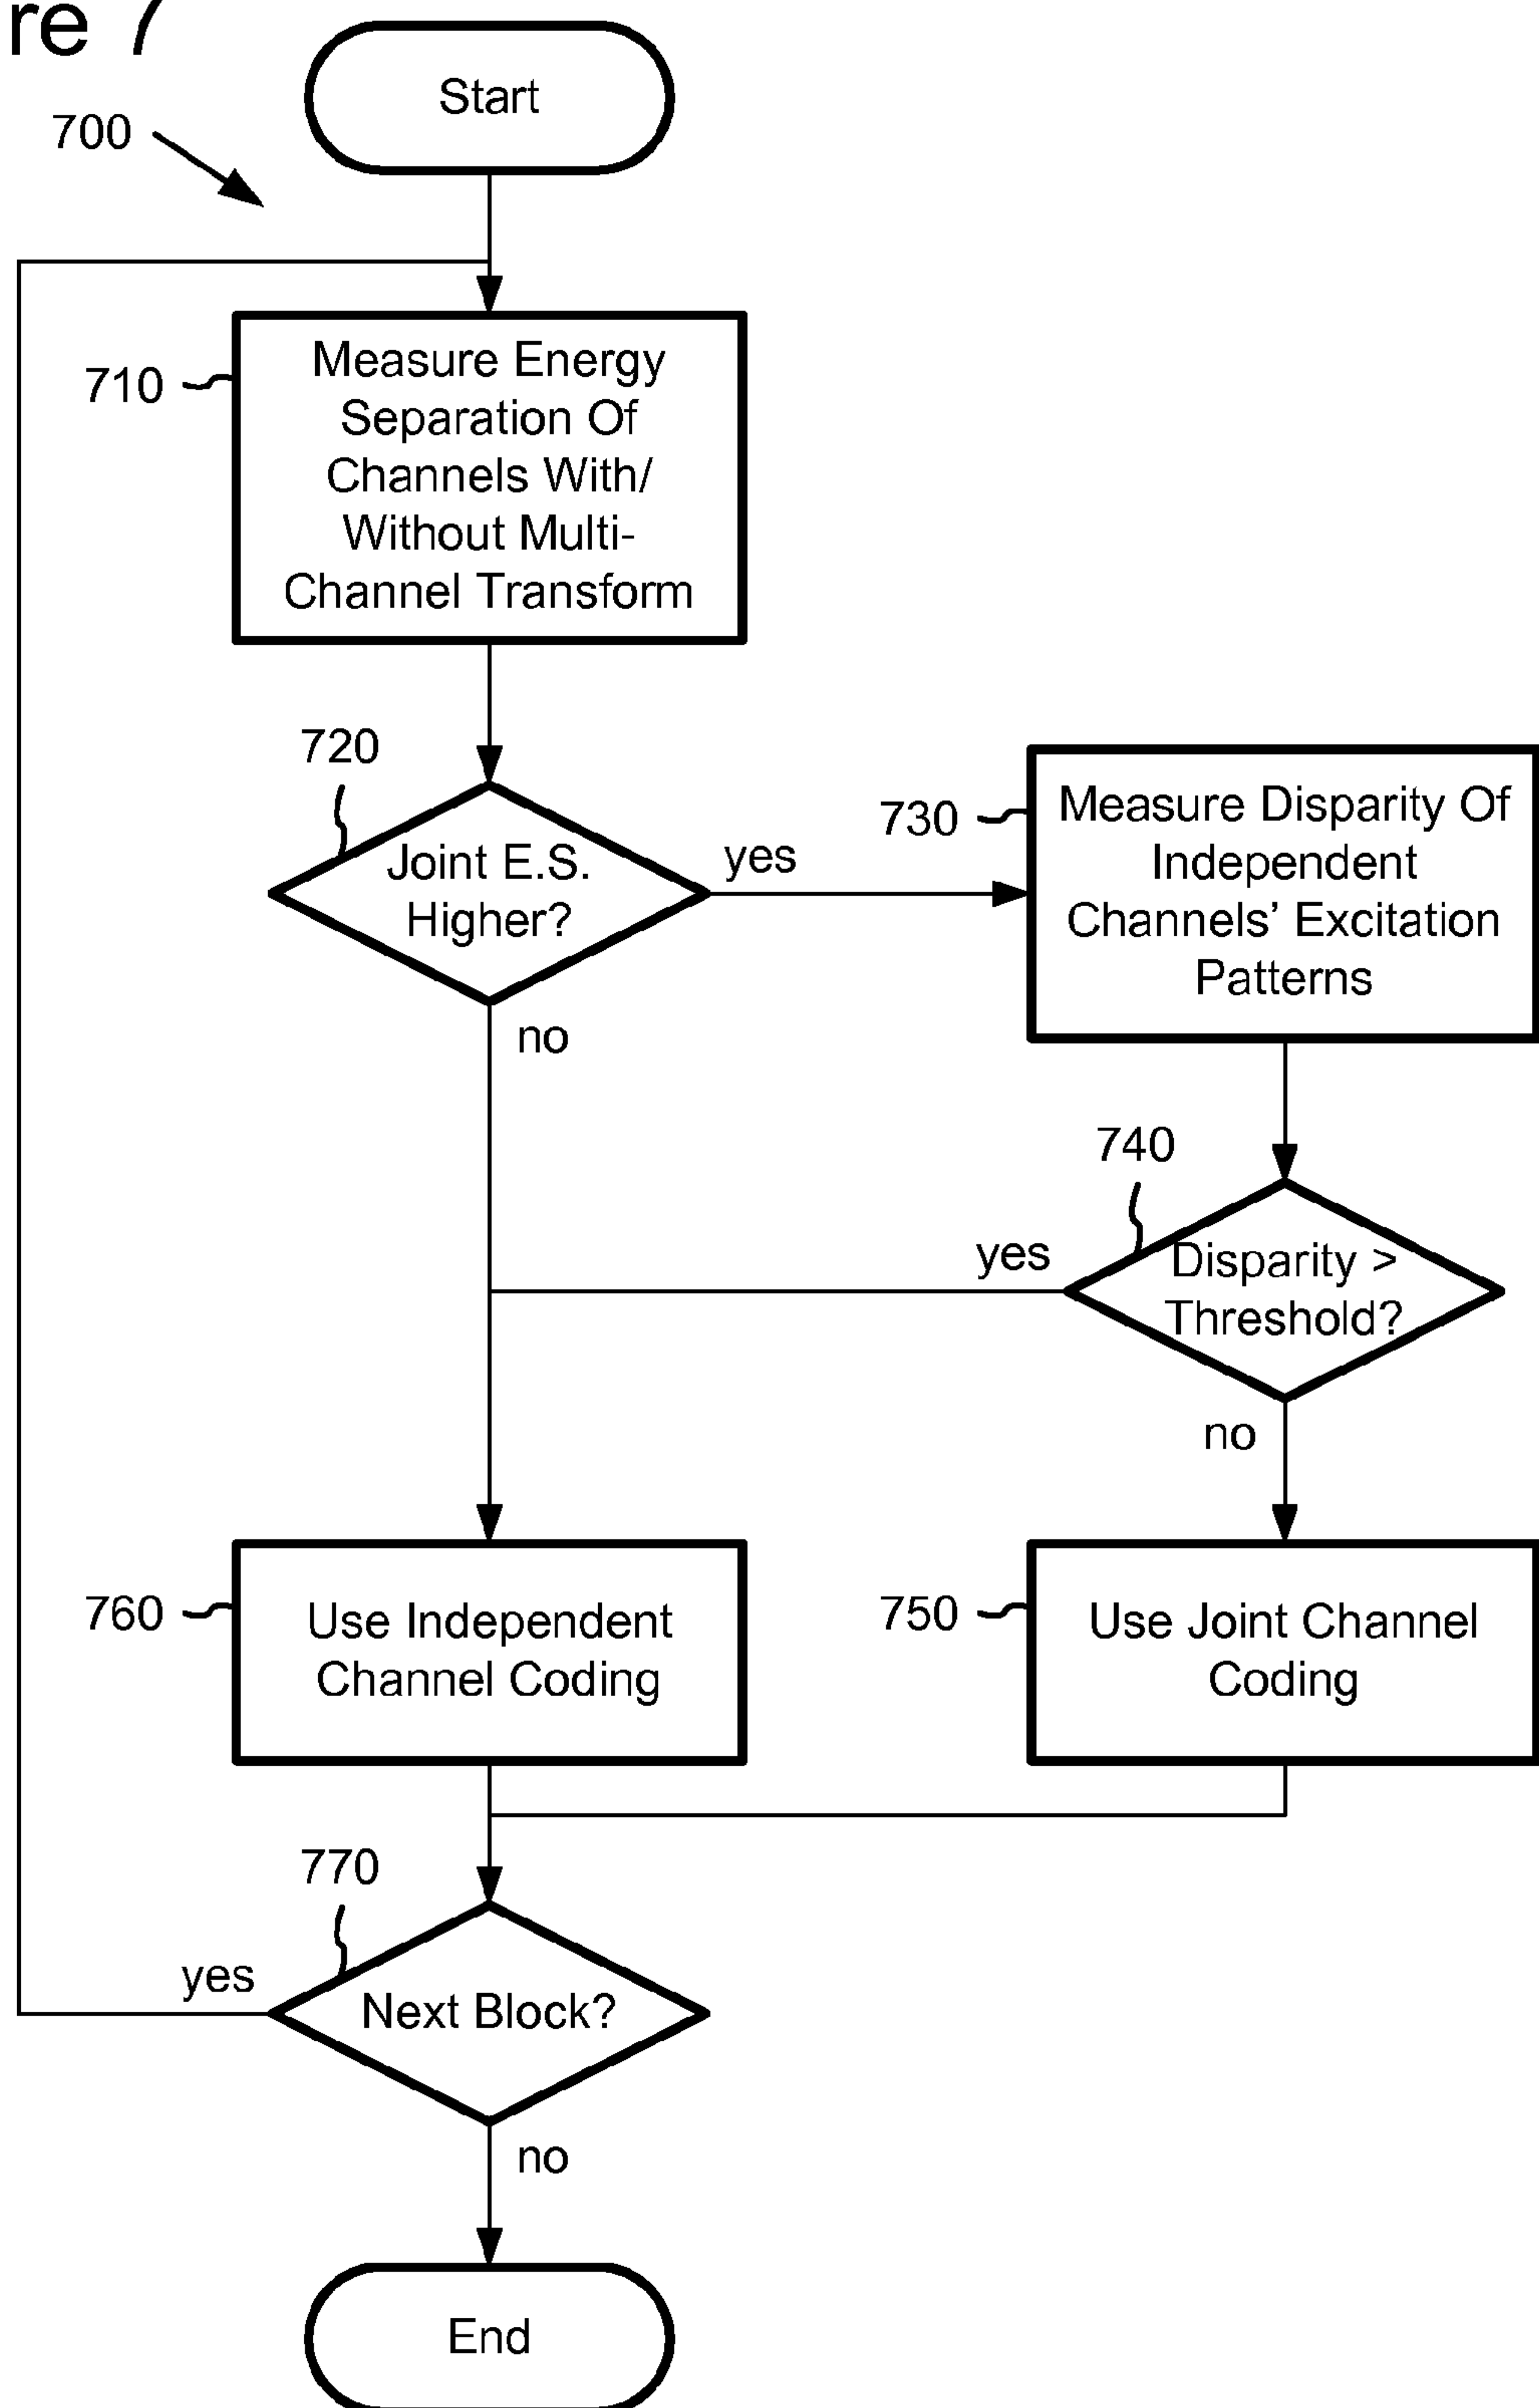 re 7
Start
700
710
Measure Energy
Separation Of
Channels With/
Without Multi-
Channel Transform
720
Joint E.S.
Higher?
yes
no
730
Measure Disparity Of
Independent
Channels’ Excitation
Patterns
740
Disparity >
Threshold?
yes
no
760
Use Independent
Channel Coding
750
Use Joint Channel
Coding
770
Next Block?
yes
no
End